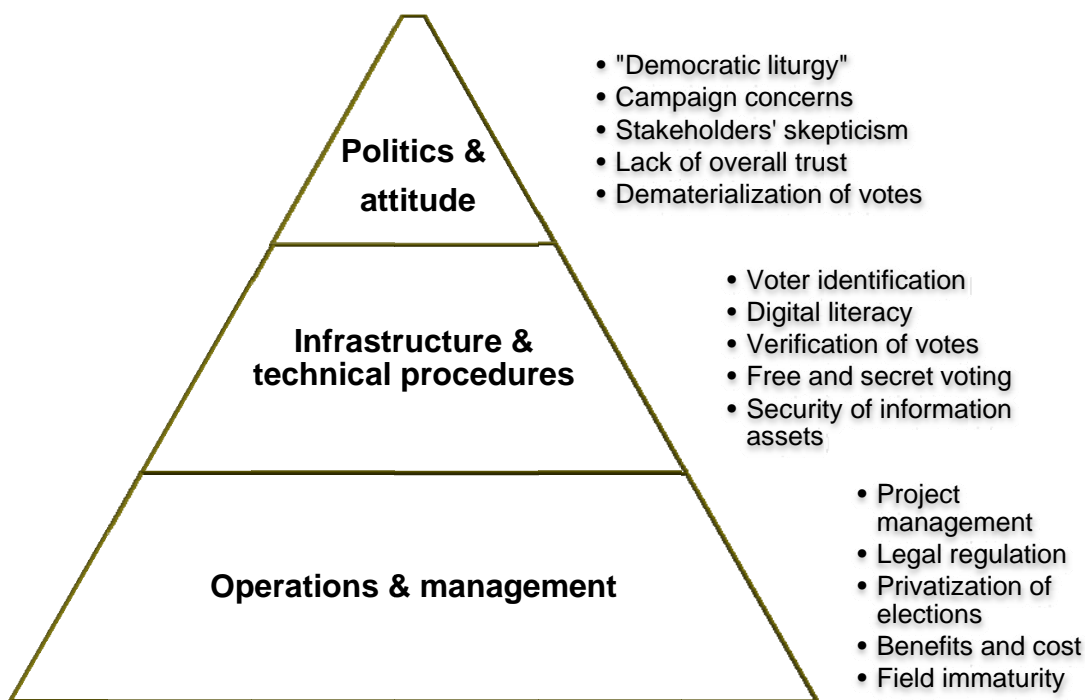 Politics &
attitude
• "Democratic liturgy"
• Campaign concerns
• Stakeholders' skepticism
• Lack of overall trust
• Dematerialization of votes
Infrastructure &
technical procedures
• Voter identification
• Digital literacy
• Verification of votes
• Free and secret voting
• Security of information
assets
Operations & management
• Project
management
• Legal regulation
• Privatization of
elections
• Benefits and cost
• Field immaturity